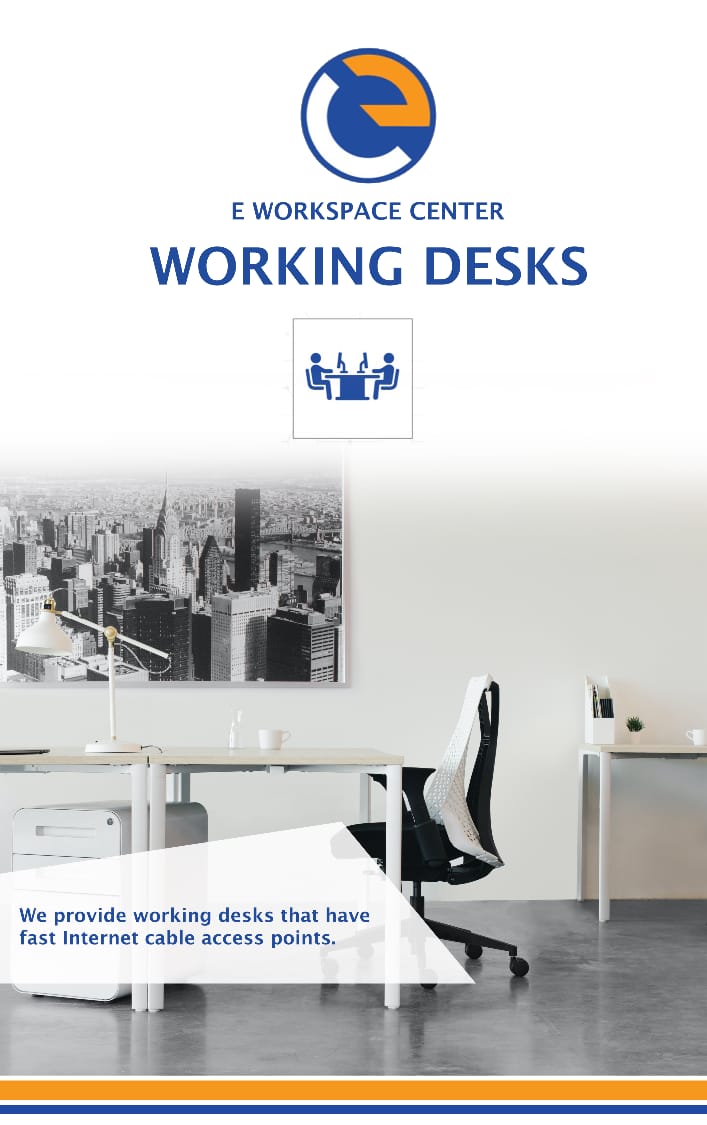 E WORKSPACE CENTER
WORKING DESKS
We provide working desks that have
fast Internet cable access points.